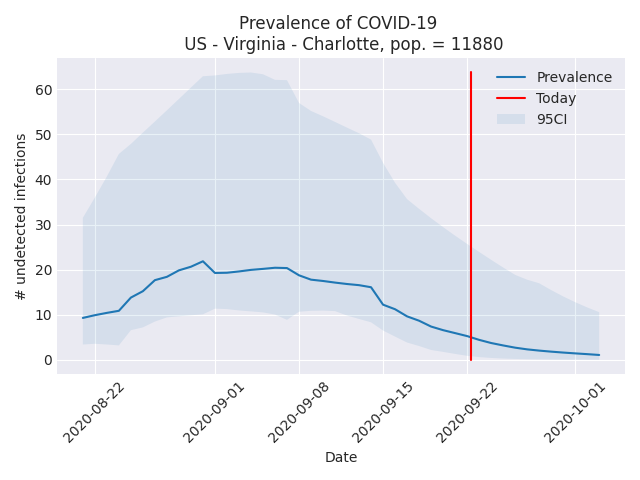 Prevalence of COVID-19
US - Virginia - Charlotte, pop. = 11880
Prevalence
Today
95CI
# undetected infections
60
50
40
30
20
10
0
2020-08-22
2020-09-01
2020-09-08
2020-09-15
2020-09-22
2020-10-01
Date